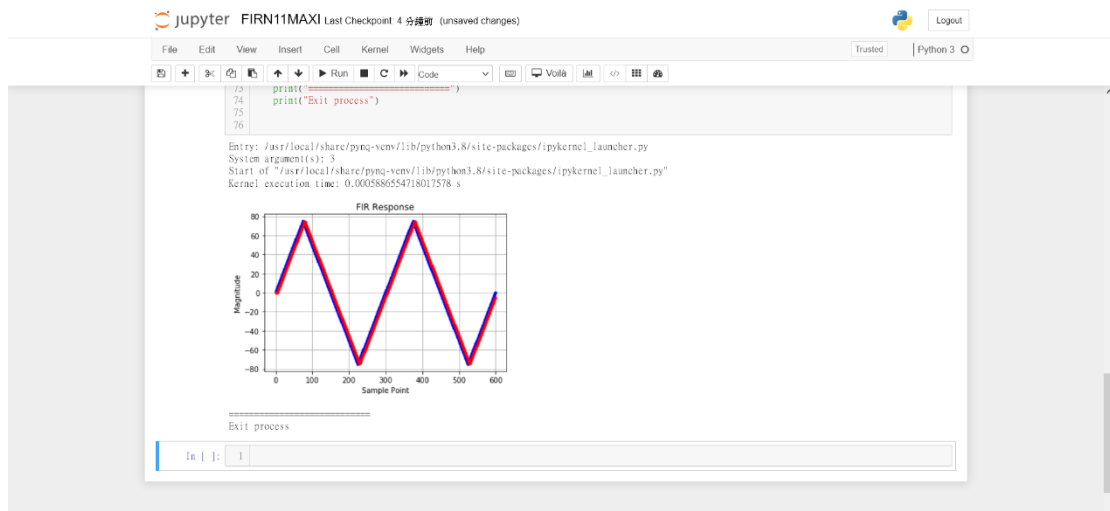 jupyter FIRN11MAXI Last Checkpoint: 4 分鐘前 (unsaved changes) Logout
File Edit View Insert Cell Kernel Widgets Help Trusted Python 3
Run Code Voilà
73 print("============================")
74 print("Exit process")
75
76
Entry: /usr/local/share/pynq-venv/lib/python3.8/site-packages/ipykernel_launcher.py
System argument(s): 3
Start of "/usr/local/share/pynq-venv/lib/python3.8/site-packages/ipykernel_launcher.py"
Kernel execution time: 0.0005886554718017578 s
FIR Response
80
60
40
20
0
−20
−40
−60
−80
Magnitude
0 100 200 300 400 500 600
Sample Point
============================
Exit process
In [ ]: 1